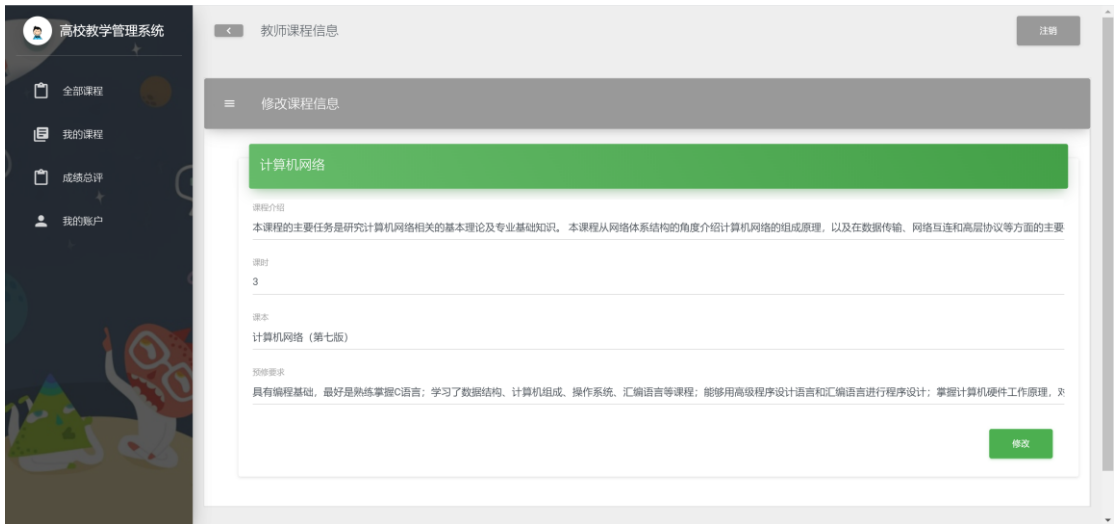 高校教学管理系统
教师课程信息
注销
全部课程
我的课程
成绩总评
我的账户
修改课程信息
计算机网络
课程介绍
本课程的主要任务是研究计算机网络相关的基本理论及专业基础知识。 本课程从网络体系结构的角度介绍计算机网络的组成原理，以及在数据传输、网络互连和高层协议等方面的主要
课时
3
课本
计算机网络（第七版）
预修要求
具有编程基础，最好是熟练掌握C语言；学习了数据结构、计算机组成、操作系统、汇编语言等课程；能够用高级程序设计语言和汇编语言进行程序设计；掌握计算机硬件工作原理，对
修改